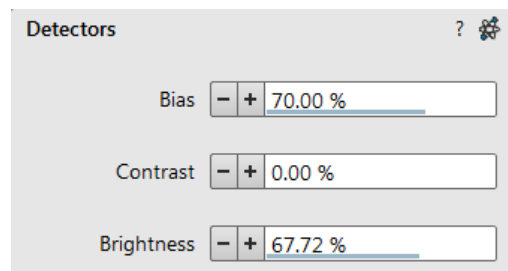 Detectors ?
Bias - + 70.00 %
Contrast - + 0.00 %
Brightness - + 67.72 %